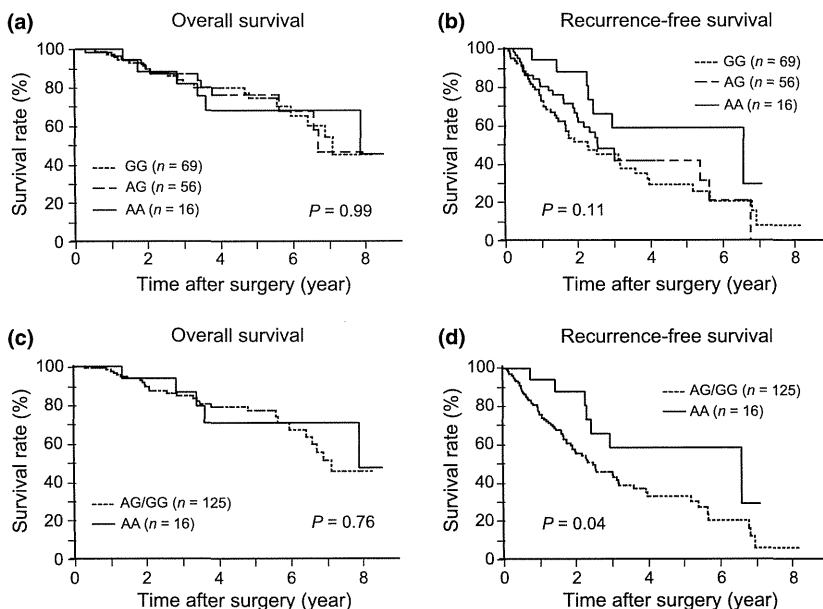 (a) Overall survival
Survival rate (%)
100
80
60
40
20
0
GG (n = 69)
AG (n = 56)
AA (n = 16)
P = 0.99
0 2 4 6 8
Time after surgery (year)
(b) Recurrence-free survival
Survival rate (%)
100
80
60
40
20
0
GG (n = 69)
AG (n = 56)
AA (n = 16)
P = 0.11
0 2 4 6 8
Time after surgery (year)
(c) Overall survival
Survival rate (%)
100
80
60
40
20
0
AG/GG (n = 125)
AA (n = 16)
P = 0.76
0 2 4 6 8
Time after surgery (year)
(d) Recurrence-free survival
Survival rate (%)
100
80
60
40
20
0
AG/GG (n = 125)
AA (n = 16)
P = 0.04
0 2 4 6 8
Time after surgery (year)